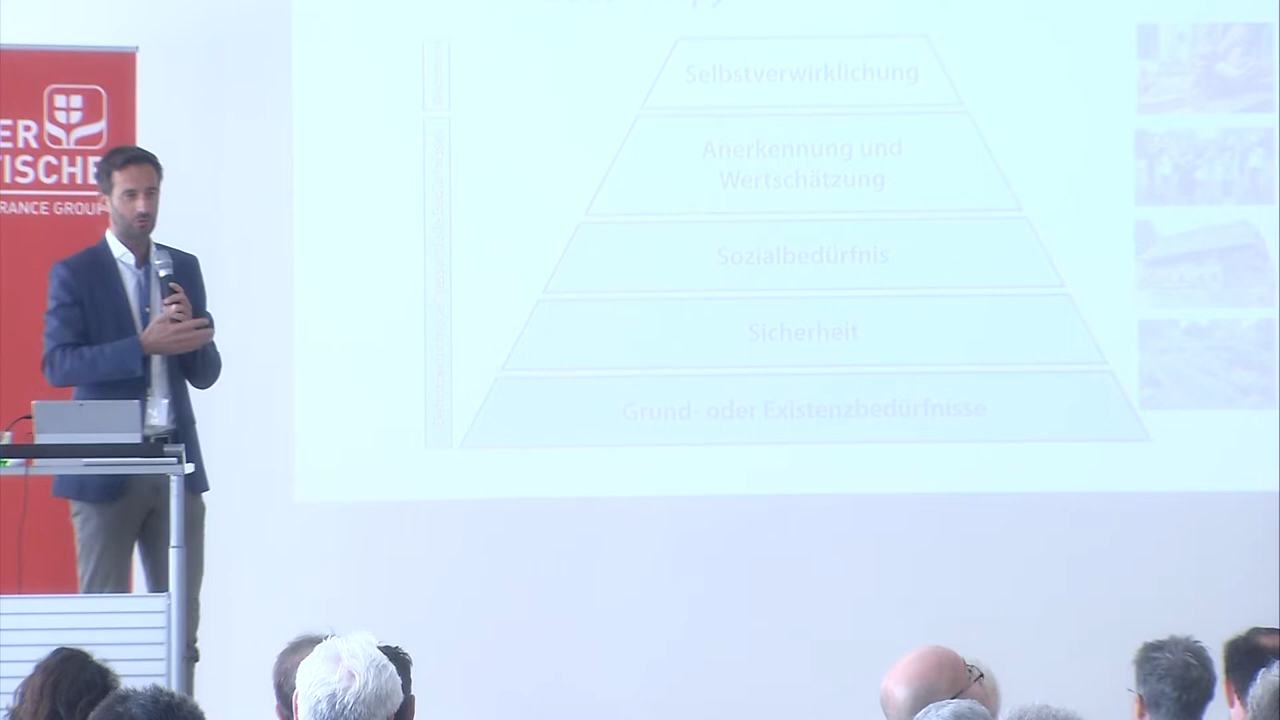 ER
TISCHE
RANCE GROUP
Selbstverwirklichung
Anerkennung und
Wertschätzung
Sozialbedürfnis
Sicherheit
Grund- oder Existenzbedürfnisse